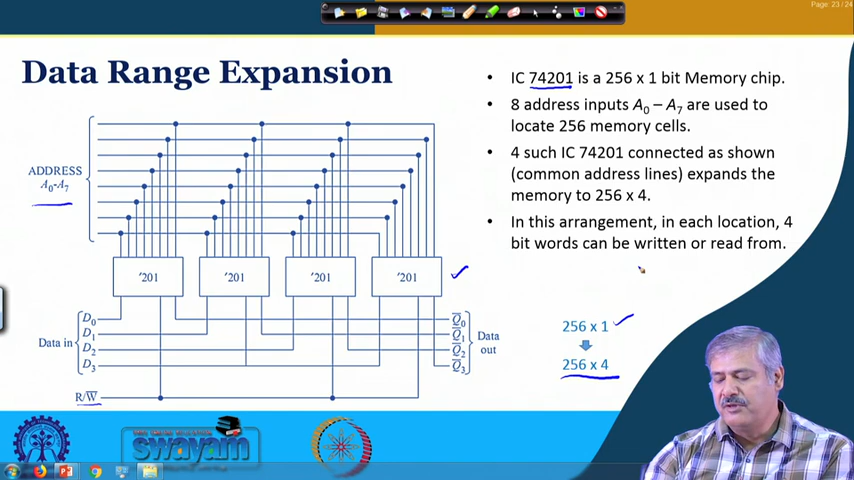 Page: 23 / 24
Data Range Expansion
• IC 74201 is a 256 x 1 bit Memory chip.
• 8 address inputs A0 – A7 are used to
locate 256 memory cells.
• 4 such IC 74201 connected as shown
(common address lines) expands the
memory to 256 x 4.
• In this arrangement, in each location, 4
bit words can be written or read from.
ADDRESS
A0-A7
'201 '201 '201 '201
Data in
D0
D1
D2
D3
R/W̅
Q̅0
Q̅1
Q̅2
Q̅3
Data
out
256 x 1
256 x 4
swayam